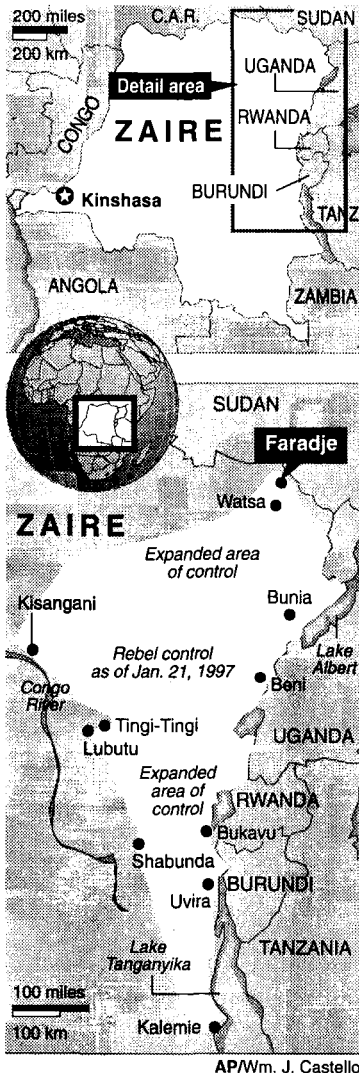 200 miles
200 km
C.A.R.
SUDAN
UGANDA
Detail area
CONGO
ZAIRE
RWANDA
BURUNDI
Kinshasa
TANZ
ANGOLA
ZAMBIA
SUDAN
Faradje
Watsa
ZAIRE
Expanded area
of control
Kisangani
Bunia
Rebel control
as of Jan. 21, 1997
Lake
Albert
Beni
Congo
River
Tingi-Tingi
Lubutu
UGANDA
Expanded
area of
control
RWANDA
Bukavu
Shabunda
Uvira
BURUNDI
Lake
Tanganyika
TANZANIA
100 miles
100 km
Kalemie
AP/Wm. J. Castello